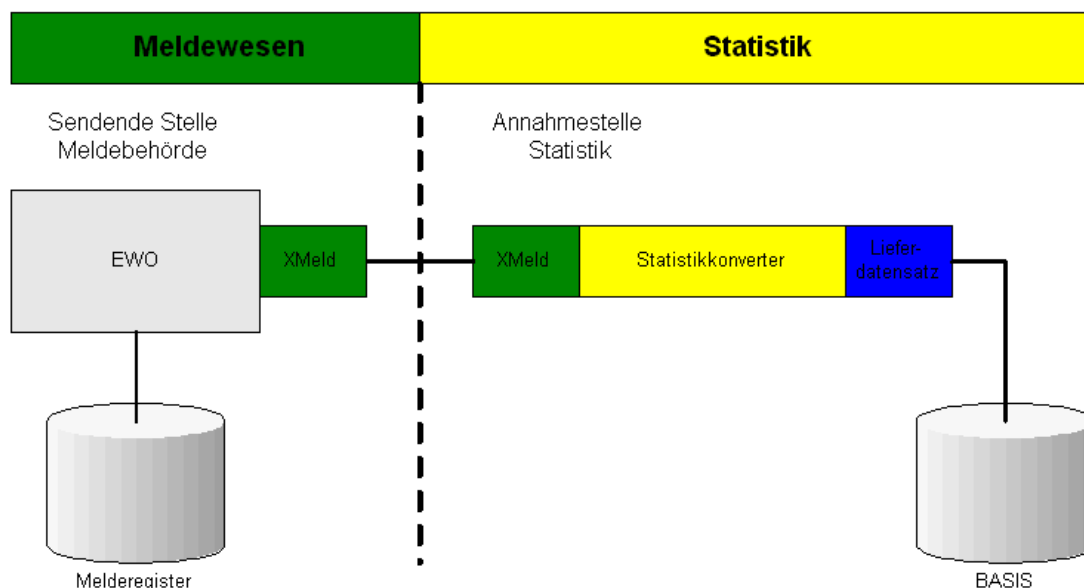 Meldewesen
Statistik
Sendende Stelle
Meldebehörde
Annahmestelle
Statistik
EWO
XMeld
XMeld
Statistikkonverter
Liefer-
datensatz
Melderegister
BASIS